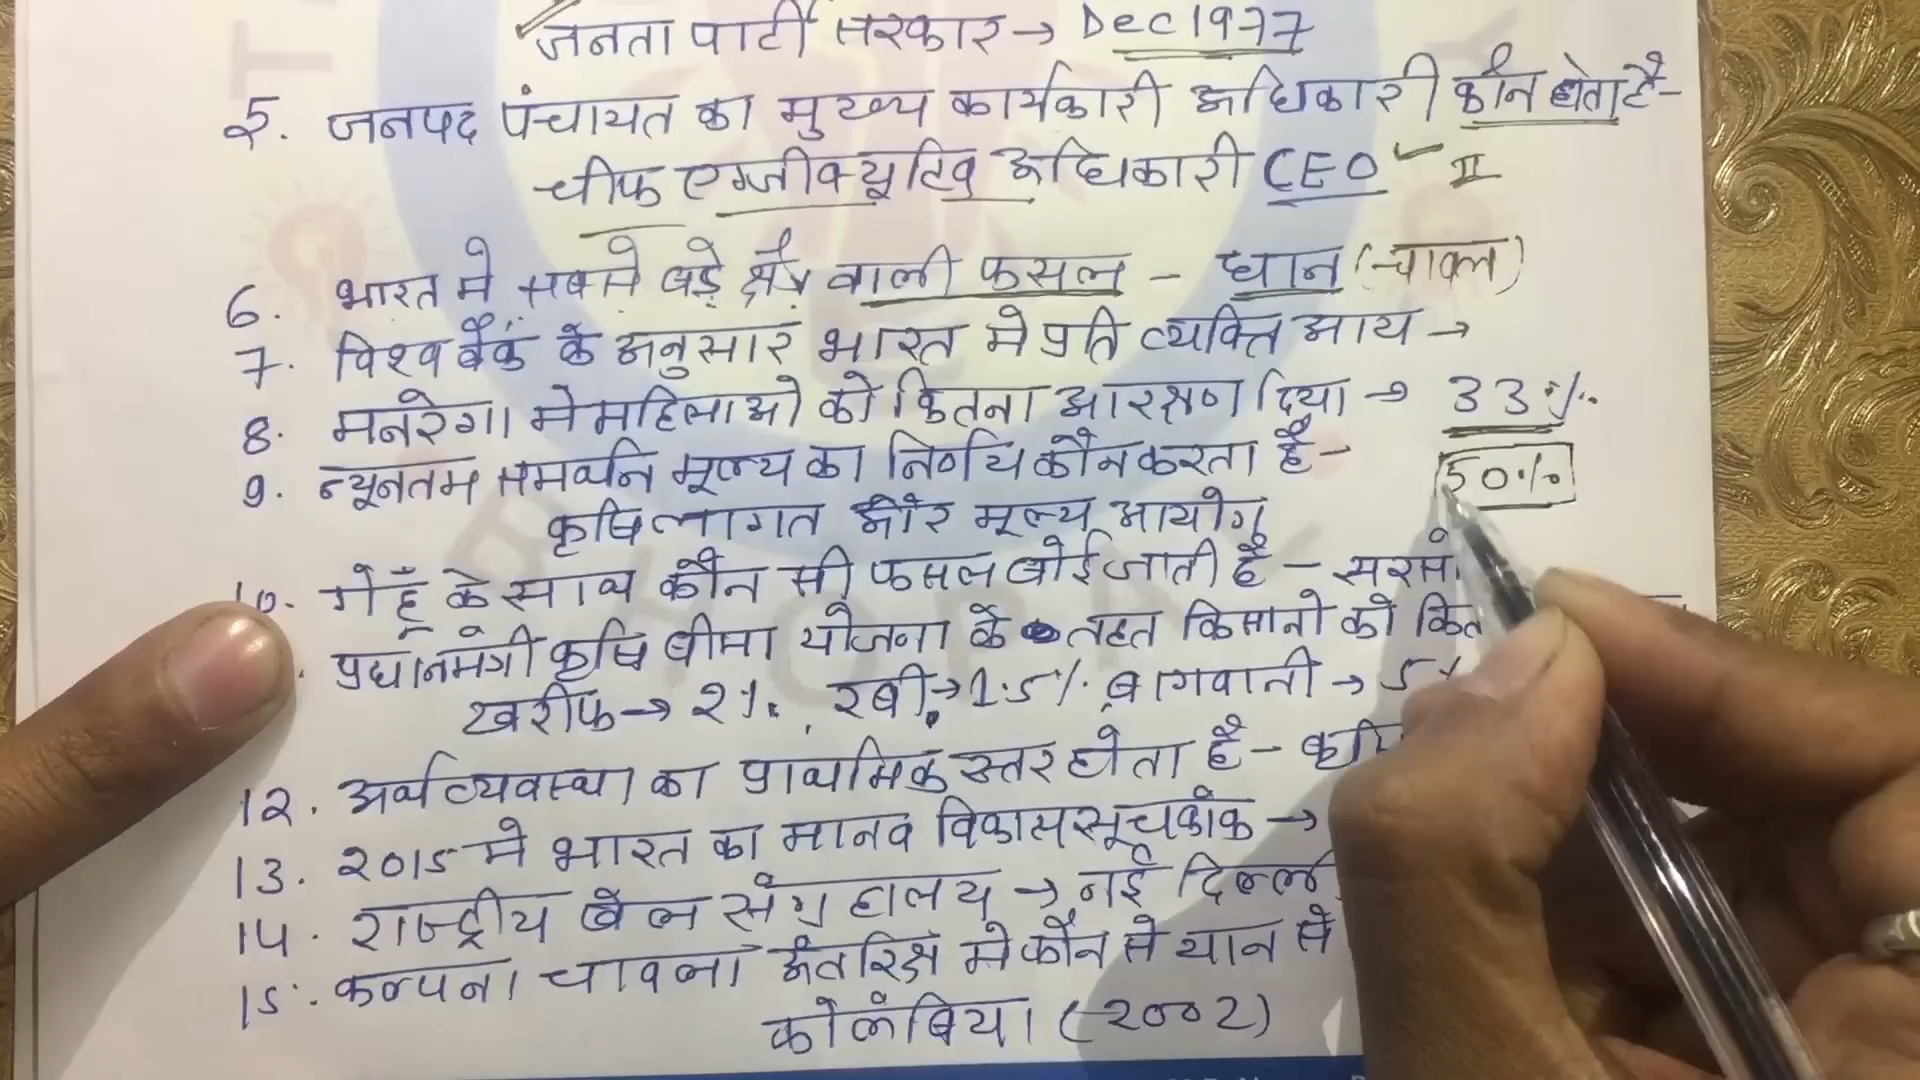 जनता पार्टी सरकार → Dec 1977
5. जनपद पंचायत का मुख्य कार्यकारी अधिकारी कौन होता है -
चीफ एग्जीक्यूटिव अधिकारी CEO II
6. भारत मे सबसे बड़े क्षेत्र वाली फसल - धान (चावल)
7. विश्व बैंक के अनुसार भारत मे प्रति व्यक्ति आय →
8. मनरेगा मे महिलाओ को कितना आरक्षण दिया → 33%
50%
9. न्यूनतम समर्थन मूल्य का निर्णय कौन करता है -
कृषि लागत और मूल्य आयोग
10. गेहूँ के साथ कौन सी फसल बोई जाती है - सरसो
प्रधानमंत्री कृषि बीमा योजना के तहत किसानो को कित
खरीफ → 2%, रबी → 1.5%, बागवानी → 5%
12. अर्थव्यवस्था का प्राथमिक स्तर होता है - कृषि
13. 2015 मे भारत का मानव विकास सूचकांक →
14. राष्ट्रीय खेल संग्रहालय → नई दिल्ली
15. कल्पना चावला अंतरिक्ष मे कौन से यान से
कोलंबिया (2002)